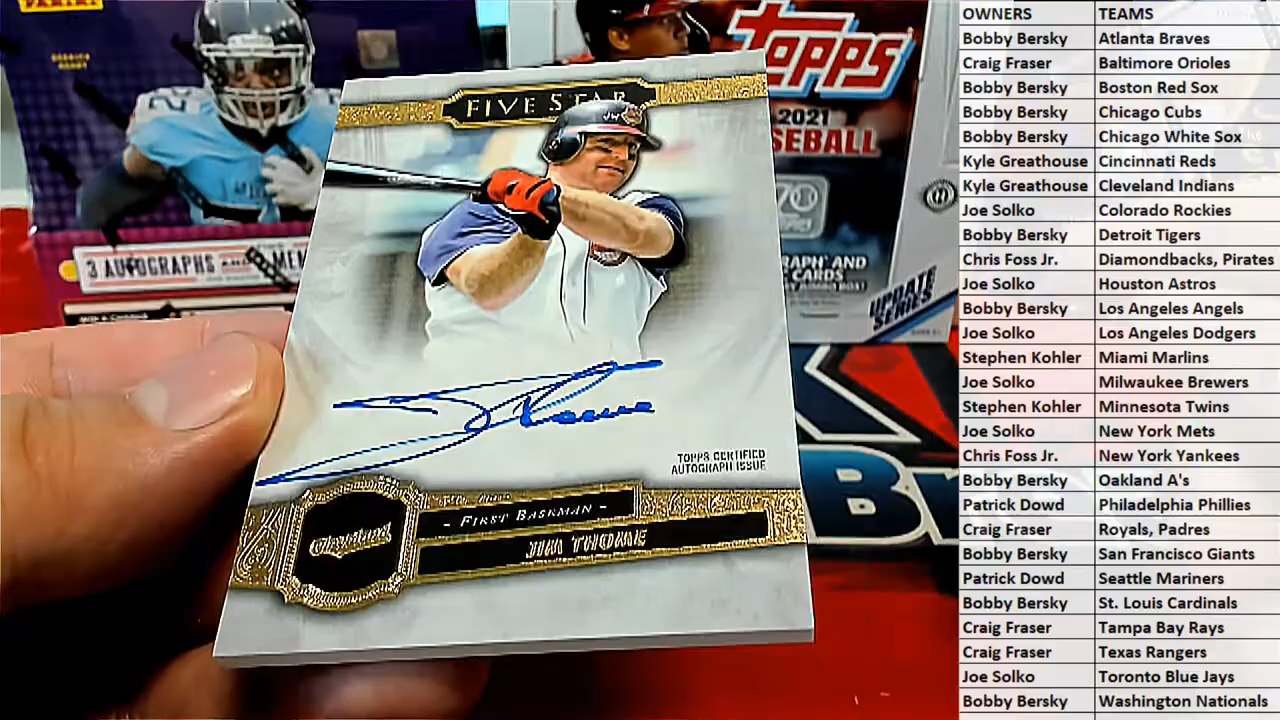 PANINI
3 AUTOGRAPHS
TOPPS
2021
70
UPDATE
SERIES
FIVE STAR
TOPPS CERTIFIED
AUTOGRAPH ISSUE
- FIRST BASEMAN -
JIM THOME
Cleveland
OWNERS TEAMS
Bobby Bersky Atlanta Braves
Craig Fraser Baltimore Orioles
Bobby Bersky Boston Red Sox
Bobby Bersky Chicago Cubs
Bobby Bersky Chicago White Sox
Kyle Greathouse Cincinnati Reds
Kyle Greathouse Cleveland Indians
Joe Solko Colorado Rockies
Bobby Bersky Detroit Tigers
Chris Foss Jr. Diamondbacks, Pirates
Joe Solko Houston Astros
Bobby Bersky Los Angeles Angels
Joe Solko Los Angeles Dodgers
Stephen Kohler Miami Marlins
Joe Solko Milwaukee Brewers
Stephen Kohler Minnesota Twins
Joe Solko New York Mets
Chris Foss Jr. New York Yankees
Bobby Bersky Oakland A's
Patrick Dowd Philadelphia Phillies
Craig Fraser Royals, Padres
Bobby Bersky San Francisco Giants
Patrick Dowd Seattle Mariners
Bobby Bersky St. Louis Cardinals
Craig Fraser Tampa Bay Rays
Craig Fraser Texas Rangers
Joe Solko Toronto Blue Jays
Bobby Bersky Washington Nationals